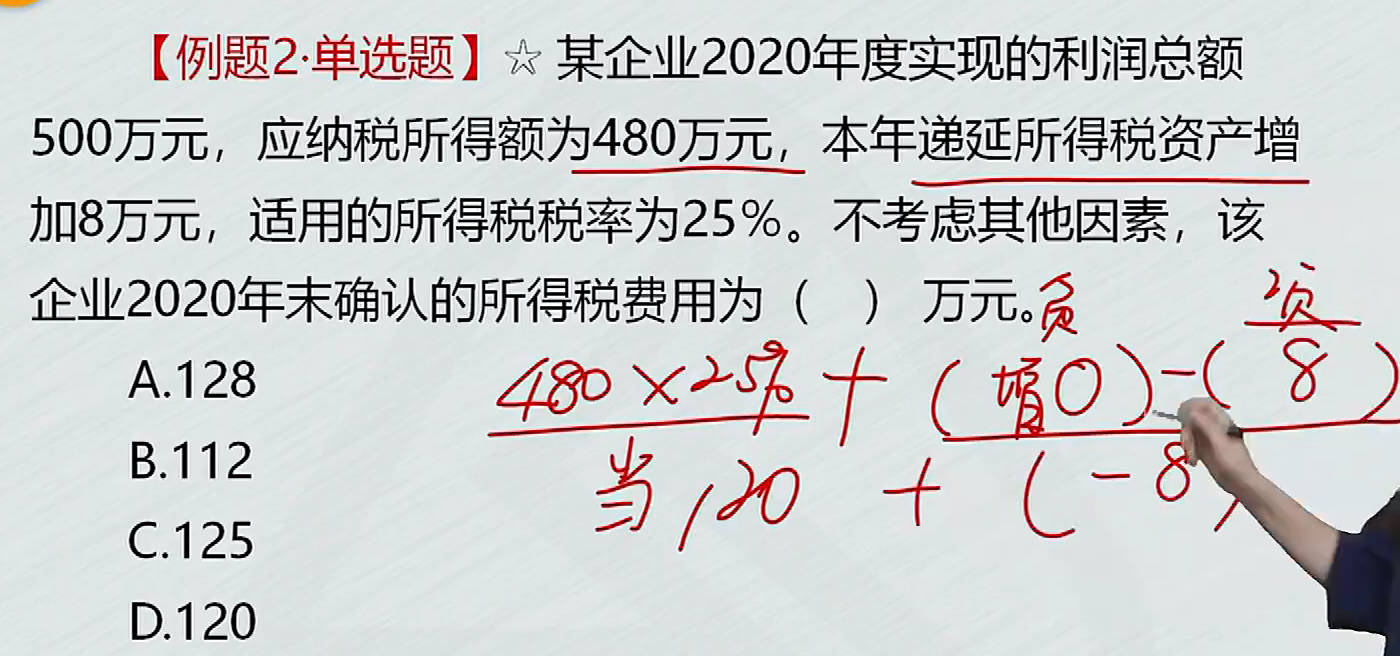 【例题2·单选题】☆ 某企业2020年度实现的利润总额
500万元，应纳税所得额为480万元，本年递延所得税资产增
加8万元，适用的所得税税率为25%。不考虑其他因素，该
企业2020年末确认的所得税费用为（ ）万元。
负 资
A.128
480×25% + (增0)-(8)
B.112
当120 + (-8)
C.125
D.120